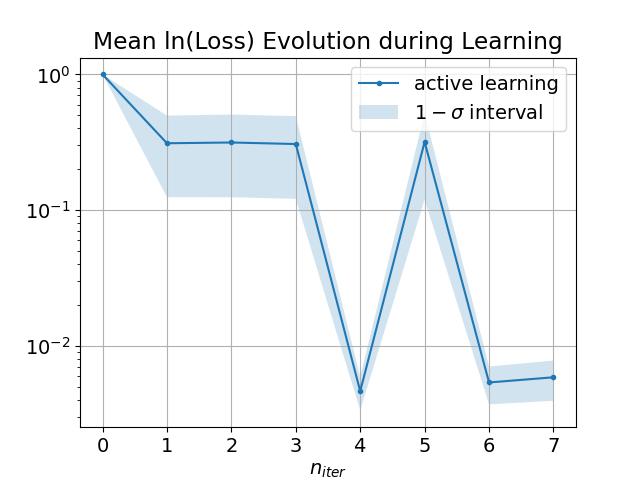 Mean ln(Loss) Evolution during Learning
10⁰
active learning
1 − σ interval
10⁻¹
10⁻²
0 1 2 3 4 5 6 7
n_iter